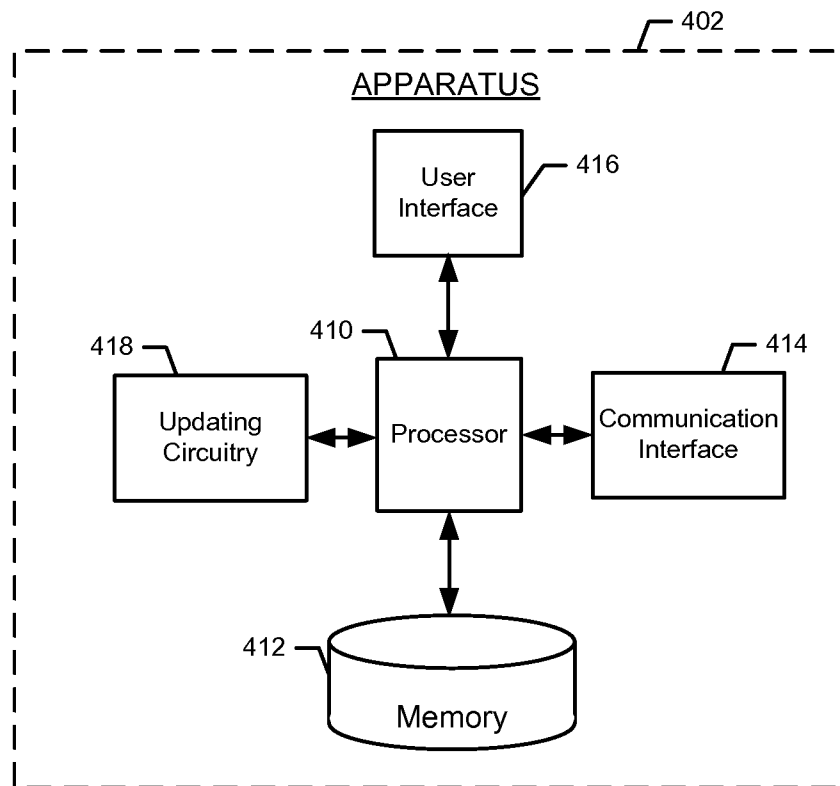 402
APPARATUS
User
Interface
416
410
418
414
Updating
Circuitry
Processor
Communication
Interface
412
Memory